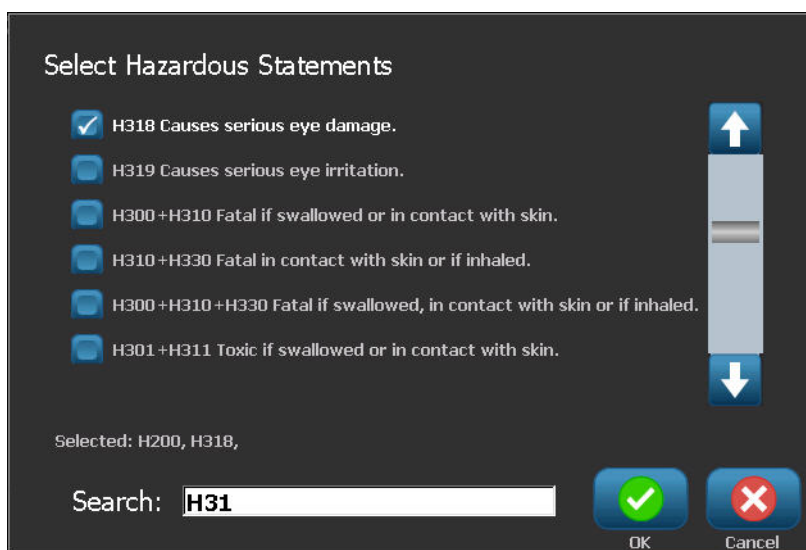 Select Hazardous Statements
H318 Causes serious eye damage.
H319 Causes serious eye irritation.
H300+H310 Fatal if swallowed or in contact with skin.
H310+H330 Fatal in contact with skin or if inhaled.
H300+H310+H330 Fatal if swallowed, in contact with skin or if inhaled.
H301+H311 Toxic if swallowed or in contact with skin.
Selected: H200, H318,
Search: H31
OK Cancel